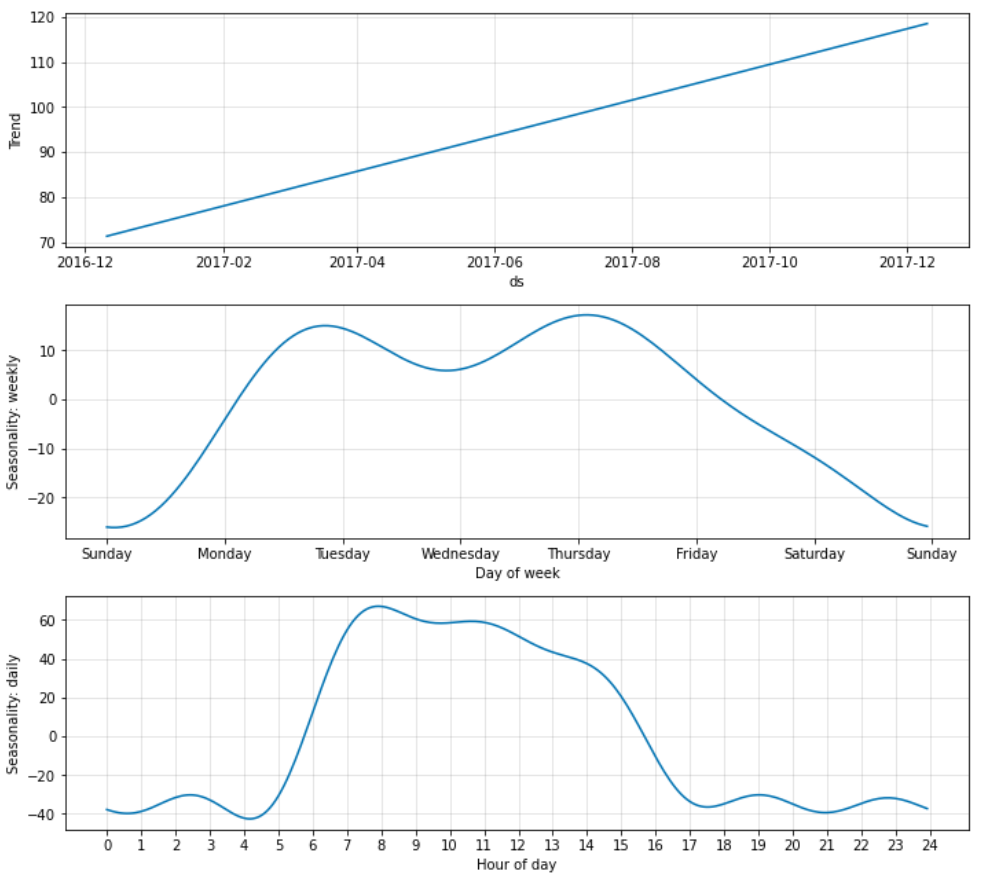 120
110
100
90
80
70
Trend
2016-12 2017-02 2017-04 2017-06 2017-08 2017-10 2017-12
ds
10
0
−10
−20
Seasonality: weekly
Sunday Monday Tuesday Wednesday Thursday Friday Saturday Sunday
Day of week
60
40
20
0
−20
−40
Seasonality: daily
0 1 2 3 4 5 6 7 8 9 10 11 12 13 14 15 16 17 18 19 20 21 22 23 24
Hour of day